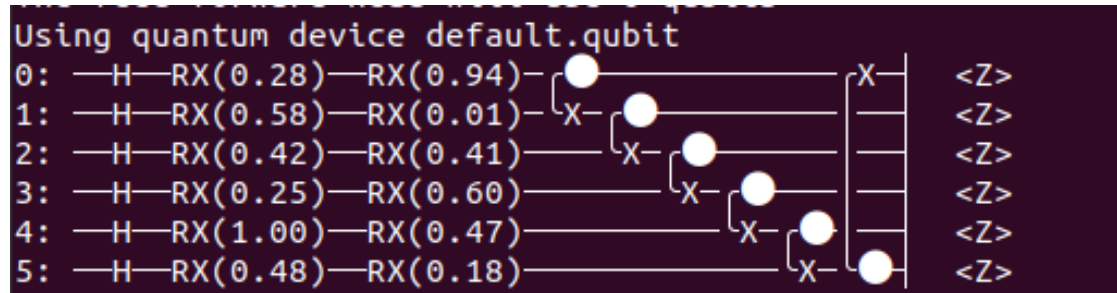 Using quantum device default.qubit
0: ──H──RX(0.28)──RX(0.94)─╭●──────────────╭X─┤  <Z>
1: ──H──RX(0.58)──RX(0.01)─╰X─╭●───────────│──┤  <Z>
2: ──H──RX(0.42)──RX(0.41)────╰X─╭●────────│──┤  <Z>
3: ──H──RX(0.25)──RX(0.60)───────╰X─╭●─────│──┤  <Z>
4: ──H──RX(1.00)──RX(0.47)──────────╰X─╭●──│──┤  <Z>
5: ──H──RX(0.48)──RX(0.18)─────────────╰X─╰●─┤  <Z>